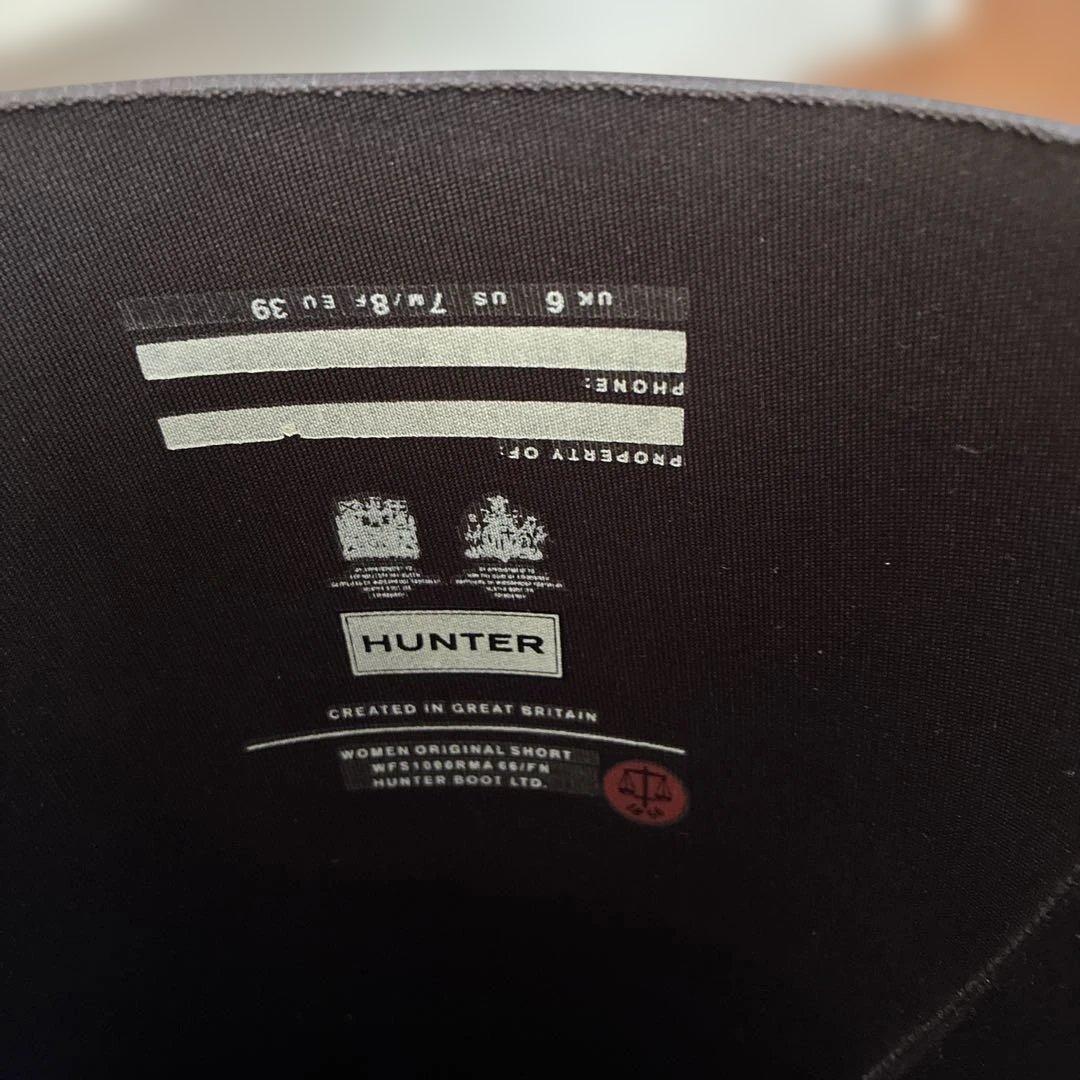 UK 6 US 7M/8F EU 39
PHONE:
PROPERTY OF:
HUNTER
CREATED IN GREAT BRITAIN
WOMEN ORIGINAL SHORT
WFS1000RMA 66/FN
HUNTER BOOT LTD.